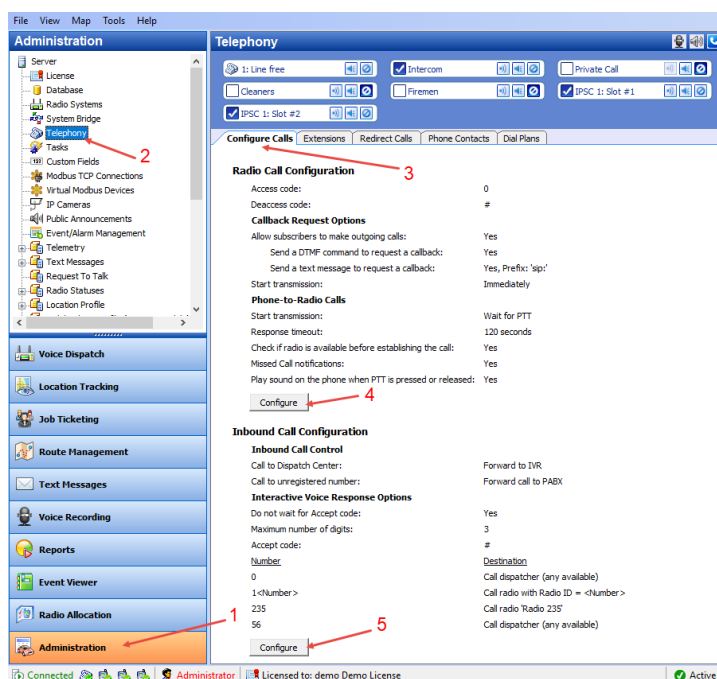 File View Map Tools Help
Administration
Server
License
Database
Radio Systems
System Bridge
Telephony
Tasks
Custom Fields
Modbus TCP Connections
Virtual Modbus Devices
IP Cameras
Public Announcements
Event/Alarm Management
Telemetry
Text Messages
Request To Talk
Radio Statuses
Location Profile
2
Voice Dispatch
Location Tracking
Job Ticketing
Route Management
Text Messages
Voice Recording
Reports
Event Viewer
Radio Allocation
Administration
1
Telephony
1: Line free Intercom Private Call
Cleaners Firemen IPSC 1: Slot #1
IPSC 1: Slot #2
Configure Calls Extensions Redirect Calls Phone Contacts Dial Plans
3
Radio Call Configuration
Access code: 0
Deaccess code: #
Callback Request Options
Allow subscribers to make outgoing calls: Yes
Send a DTMF command to request a callback: Yes
Send a text message to request a callback: Yes, Prefix: 'sip:'
Start transmission: Immediately
Phone-to-Radio Calls
Start transmission: Wait for PTT
Response timeout: 120 seconds
Check if radio is available before establishing the call: Yes
Missed Call notifications: Yes
Play sound on the phone when PTT is pressed or released: Yes
Configure
4
Inbound Call Configuration
Inbound Call Control
Call to Dispatch Center: Forward to IVR
Call to unregistered number: Forward call to PABX
Interactive Voice Response Options
Do not wait for Accept code: Yes
Maximum number of digits: 3
Accept code: #
Number Destination
0 Call dispatcher (any available)
1<Number> Call radio with Radio ID = <Number>
235 Call radio 'Radio 235'
56 Call dispatcher (any available)
Configure
5
Connected Administrator Licensed to: demo Demo License Active